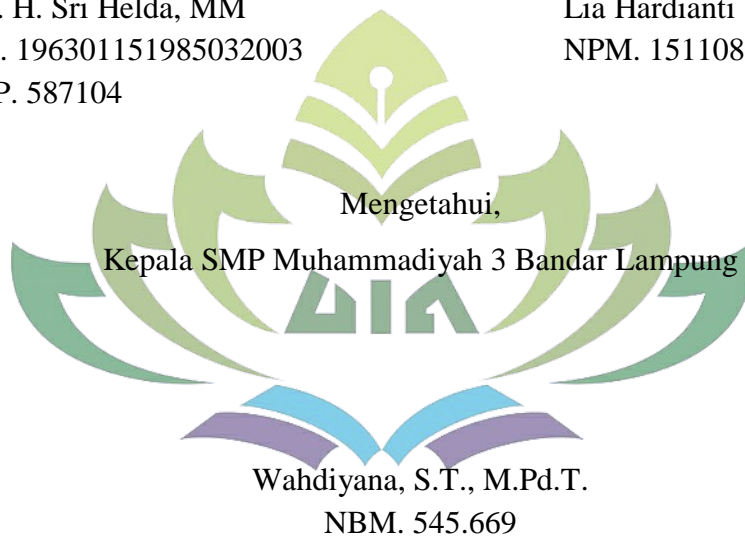 . H. Sri Helda, MM
Lia Hardianti
. 196301151985032003
NPM. 151108
P. 587104
Mengetahui,
Kepala SMP Muhammadiyah 3 Bandar Lampung
UIN
Wahdiyana, S.T., M.Pd.T.
NBM. 545.669